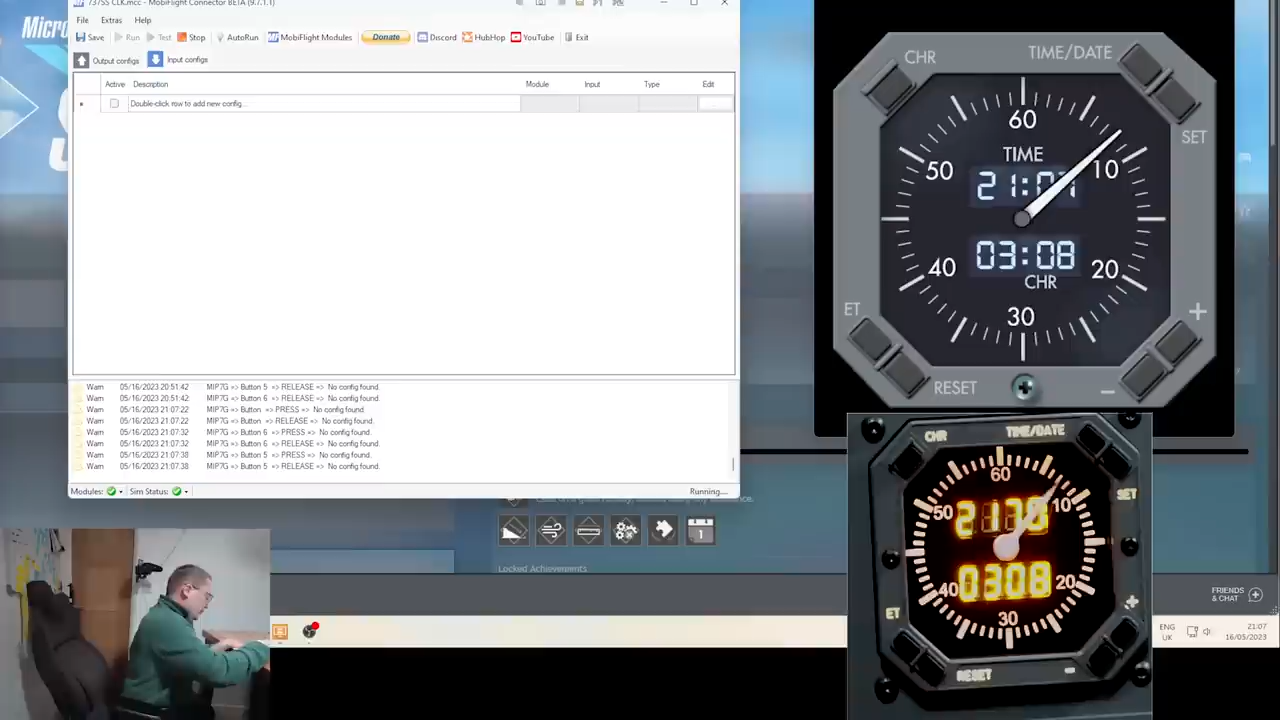 Micros
737SS CLK.mcc - MobiFlight Connector BETA (9.7.1.1)
File Extras Help
Save Run Test Stop AutoRun MobiFlight Modules Donate Discord HubHop YouTube Exit
Output configs Input configs
Active Description Module Input Type Edit
Double-click row to add new config...
Warn 05/16/2023 20:51:42 MIP7G => Button 5 => RELEASE => No config found.
Warn 05/16/2023 20:51:42 MIP7G => Button 6 => RELEASE => No config found.
Warn 05/16/2023 21:07:22 MIP7G => Button => PRESS => No config found.
Warn 05/16/2023 21:07:22 MIP7G => Button => RELEASE => No config found.
Warn 05/16/2023 21:07:32 MIP7G => Button 6 => PRESS => No config found.
Warn 05/16/2023 21:07:32 MIP7G => Button 6 => RELEASE => No config found.
Warn 05/16/2023 21:07:38 MIP7G => Button 5 => PRESS => No config found.
Warn 05/16/2023 21:07:38 MIP7G => Button 5 => RELEASE => No config found.
Modules: Sim Status: Running...
1
Locked Achievements
CHR TIME/DATE
60
SET
TIME
50 10
21:07
03:08
40 20
CHR
ET +
30
RESET −
CHR TIME/DATE
60
50 10 SET
0308
40 20
ET 30 +
RESET -
FRIENDS
& CHAT
ENG 21:07
UK 16/05/2023